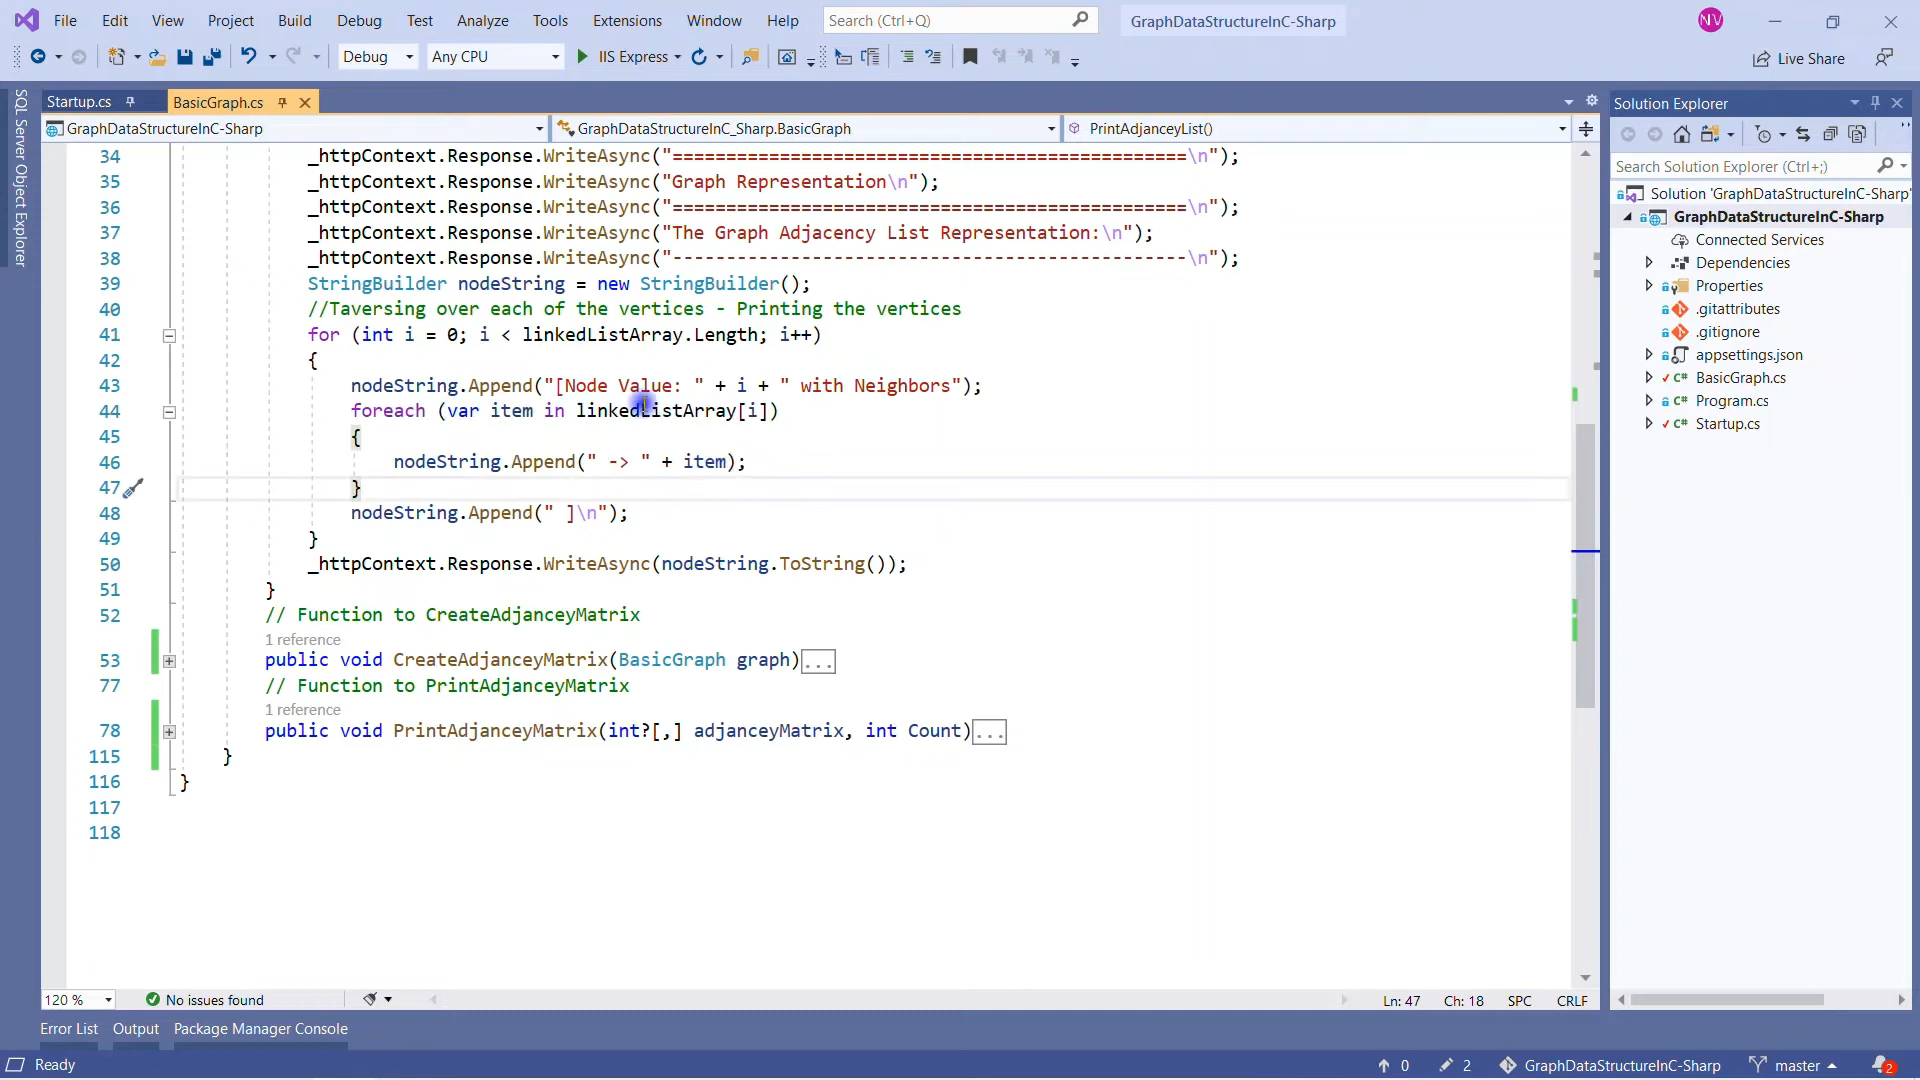 File Edit View Project Build Debug Test Analyze Tools Extensions Window Help Search (Ctrl+Q) GraphDataStructureInC-Sharp NV
Debug Any CPU IIS Express Live Share
SQL Server Object Explorer
Startup.cs BasicGraph.cs
GraphDataStructureInC-Sharp GraphDataStructureInC_Sharp.BasicGraph PrintAdjanceyList()
34 _httpContext.Response.WriteAsync("================================================\n");
35 _httpContext.Response.WriteAsync("Graph Representation\n");
36 _httpContext.Response.WriteAsync("================================================\n");
37 _httpContext.Response.WriteAsync("The Graph Adjacency List Representation:\n");
38 _httpContext.Response.WriteAsync("------------------------------------------------\n");
39 StringBuilder nodeString = new StringBuilder();
40 //Taversing over each of the vertices - Printing the vertices
41 for (int i = 0; i < linkedListArray.Length; i++)
42 {
43 nodeString.Append("[Node Value: " + i + " with Neighbors");
44 foreach (var item in linkedListArray[i])
45 {
46 nodeString.Append(" -> " + item);
47 }
48 nodeString.Append(" ]\n");
49 }
50 _httpContext.Response.WriteAsync(nodeString.ToString());
51 }
52 // Function to CreateAdjanceyMatrix
1 reference
53 public void CreateAdjanceyMatrix(BasicGraph graph)...
77 // Function to PrintAdjanceyMatrix
1 reference
78 public void PrintAdjanceyMatrix(int?[,] adjanceyMatrix, int Count)...
115 }
116 }
117
118
120 % No issues found Ln: 47 Ch: 18 SPC CRLF
Solution Explorer
Search Solution Explorer (Ctrl+;)
Solution 'GraphDataStructureInC-Sharp'
GraphDataStructureInC-Sharp
Connected Services
Dependencies
Properties
.gitattributes
.gitignore
appsettings.json
C# BasicGraph.cs
C# Program.cs
C# Startup.cs
Error List Output Package Manager Console
Ready 0 2 GraphDataStructureInC-Sharp master 2